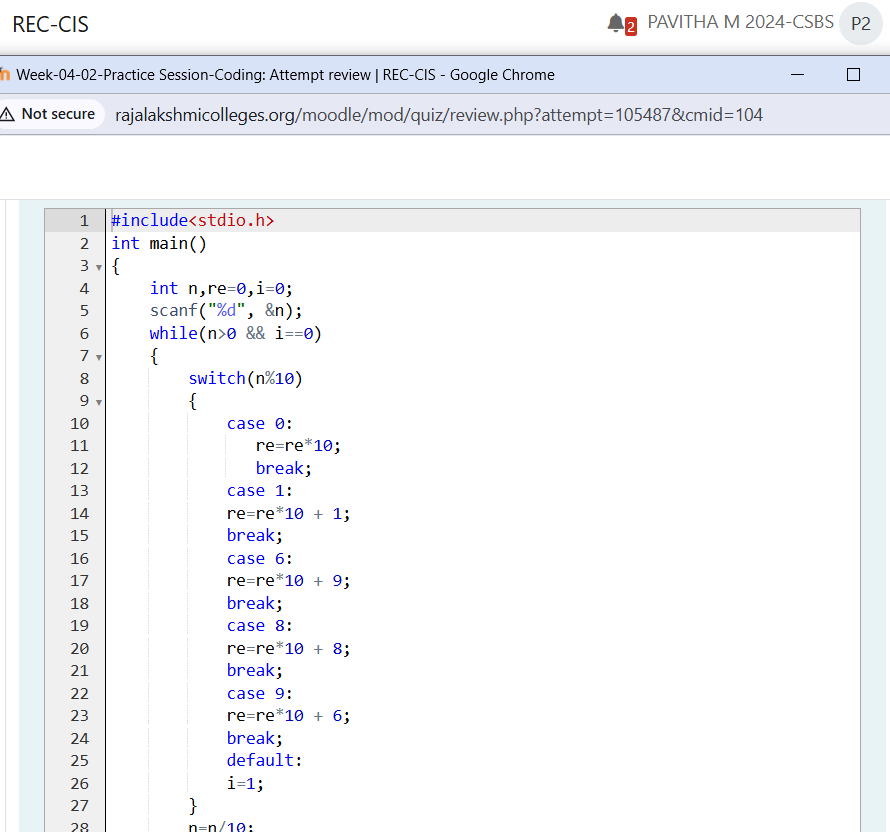 REC-CIS
2 PAVITHA M 2024-CSBS P2
Week-04-02-Practice Session-Coding: Attempt review | REC-CIS - Google Chrome
Not secure rajalakshmicolleges.org/moodle/mod/quiz/review.php?attempt=105487&cmid=104
1 #include<stdio.h>
2 int main()
3 {
4 int n,re=0,i=0;
5 scanf("%d", &n);
6 while(n>0 && i==0)
7 {
8 switch(n%10)
9 {
10 case 0:
11 re=re*10;
12 break;
13 case 1:
14 re=re*10 + 1;
15 break;
16 case 6:
17 re=re*10 + 9;
18 break;
19 case 8:
20 re=re*10 + 8;
21 break;
22 case 9:
23 re=re*10 + 6;
24 break;
25 default:
26 i=1;
27 }
28 n=n/10;